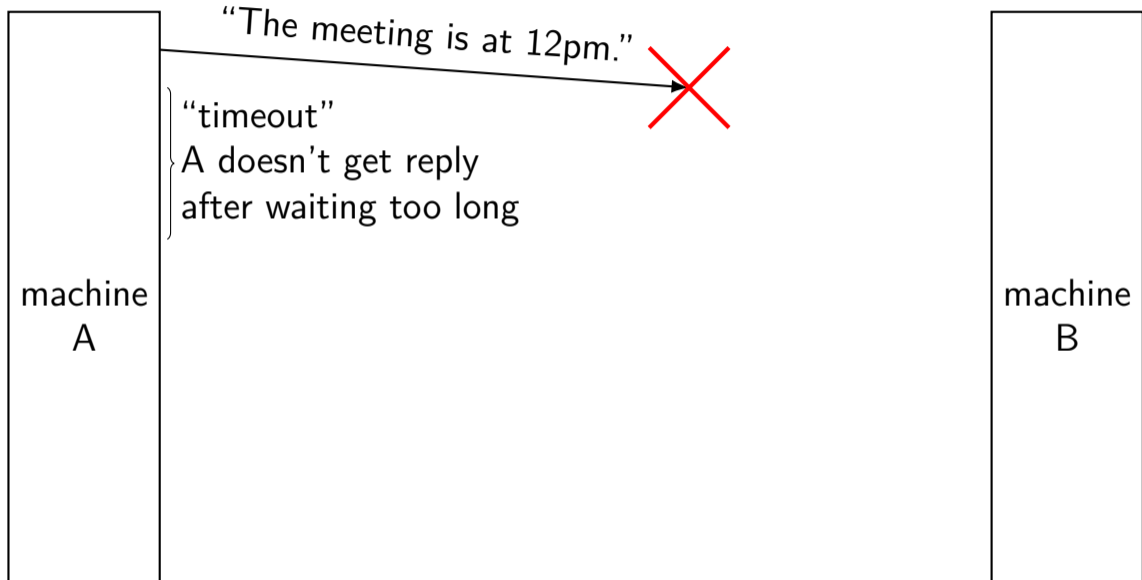 “The meeting is at 12pm.”
“timeout”
A doesn't get reply
after waiting too long
machine
A
machine
B